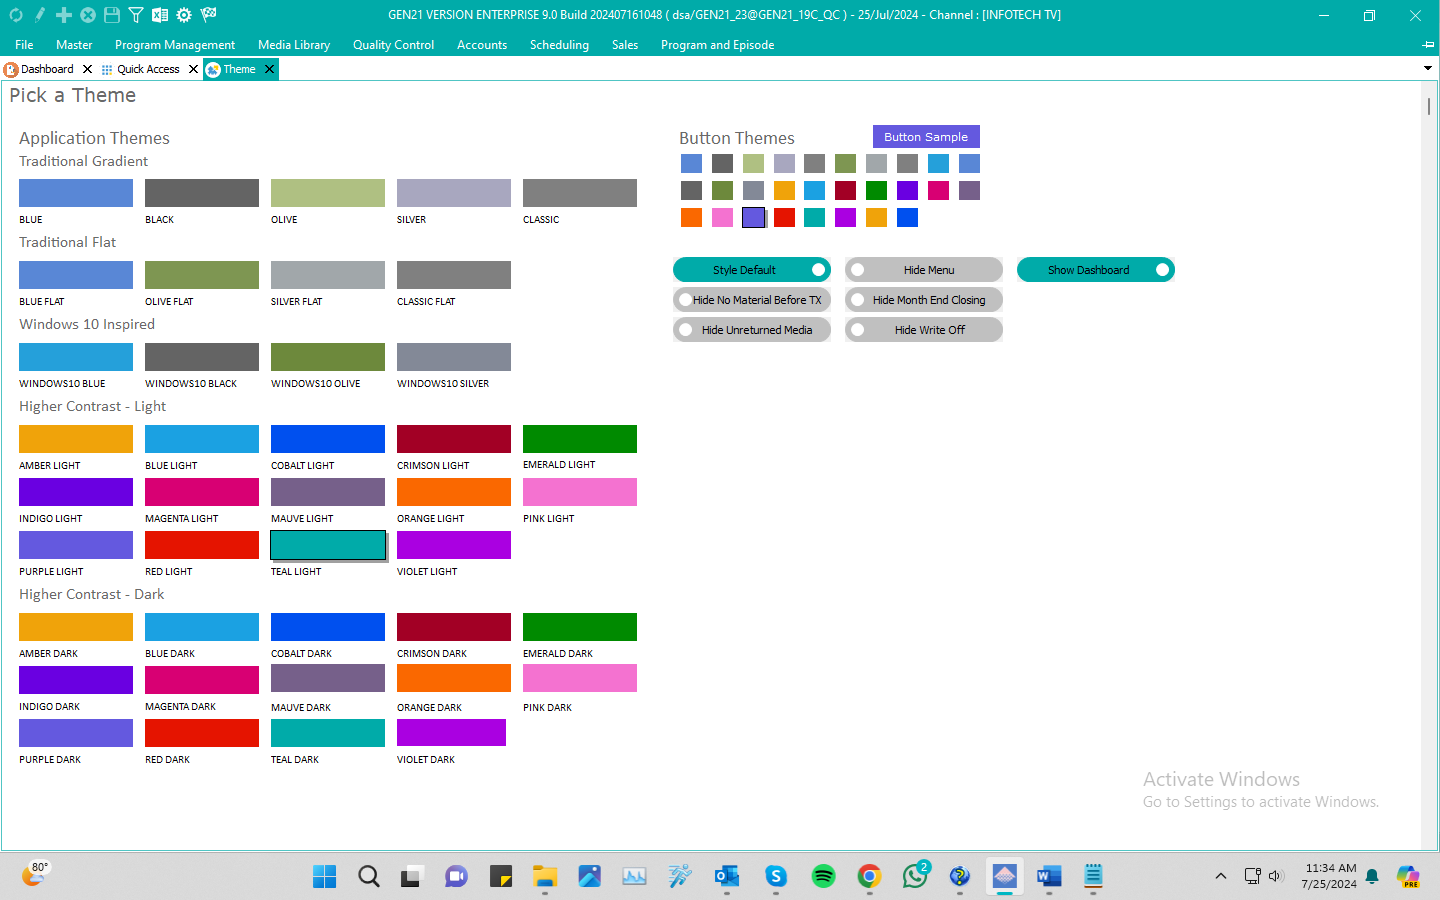 GEN21 VERSION ENTERPRISE 9.0 Build 202407161048 ( dsa/GEN21_23@GEN21_19C_QC ) - 25/Jul/2024 - Channel : [INFOTECH TV]
File Master Program Management Media Library Quality Control Accounts Scheduling Sales Program and Episode
Dashboard Quick Access Theme
Pick a Theme
Application Themes
Traditional Gradient
BLUE BLACK OLIVE SILVER CLASSIC
Traditional Flat
BLUE FLAT OLIVE FLAT SILVER FLAT CLASSIC FLAT
Windows 10 Inspired
WINDOWS10 BLUE WINDOWS10 BLACK WINDOWS10 OLIVE WINDOWS10 SILVER
Higher Contrast - Light
AMBER LIGHT BLUE LIGHT COBALT LIGHT CRIMSON LIGHT EMERALD LIGHT
INDIGO LIGHT MAGENTA LIGHT MAUVE LIGHT ORANGE LIGHT PINK LIGHT
PURPLE LIGHT RED LIGHT TEAL LIGHT VIOLET LIGHT
Higher Contrast - Dark
AMBER DARK BLUE DARK COBALT DARK CRIMSON DARK EMERALD DARK
INDIGO DARK MAGENTA DARK MAUVE DARK ORANGE DARK PINK DARK
PURPLE DARK RED DARK TEAL DARK VIOLET DARK
Button Themes Button Sample
Style Default Hide Menu Show Dashboard
Hide No Material Before TX Hide Month End Closing
Hide Unreturned Media Hide Write Off
Activate Windows
Go to Settings to activate Windows.
80°
2
11:34 AM
7/25/2024
PRE